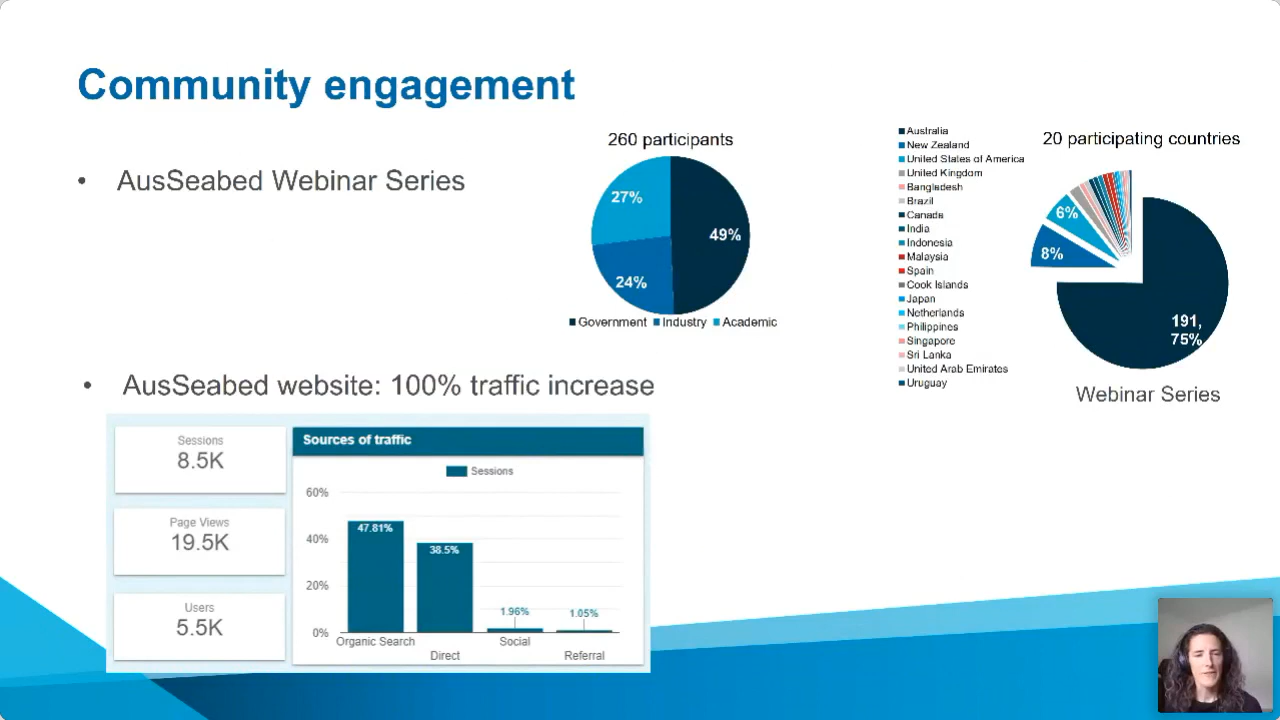 Community engagement
• AusSeabed Webinar Series
260 participants
27%
49%
24%
Government Industry Academic
Australia
New Zealand
United States of America
United Kingdom
Bangladesh
Brazil
Canada
India
Indonesia
Malaysia
Spain
Cook Islands
Japan
Netherlands
Philippines
Singapore
Sri Lanka
United Arab Emirates
Uruguay
20 participating countries
6%
8%
191,
75%
Webinar Series
• AusSeabed website: 100% traffic increase
Sessions
8.5K
Page Views
19.5K
Users
5.5K
Sources of traffic
Sessions
60%
40%
20%
0%
47.81%
38.5%
1.96%
1.05%
Organic Search
Direct
Social
Referral